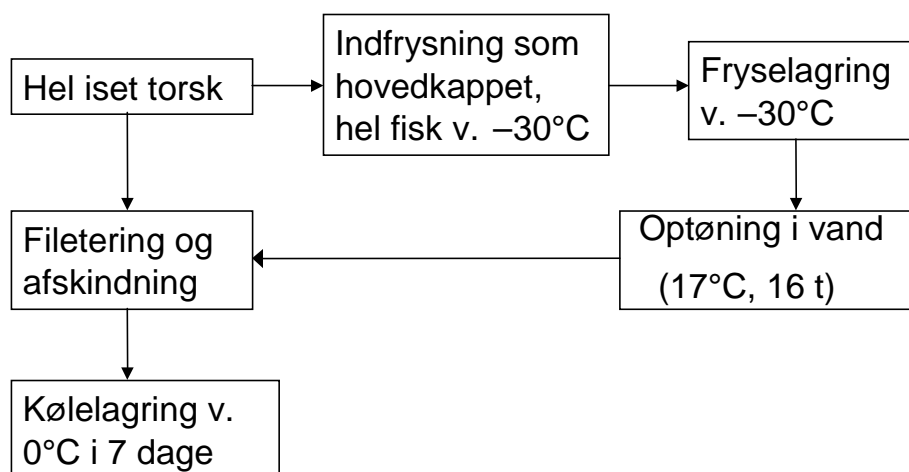 Hel iset torsk
Indfrysning som
hovedkappet,
hel fisk v. –30°C
Fryselagring
v. –30°C
Optøning i vand
(17°C, 16 t)
Filetering og
afskindning
Kølelagring v.
0°C i 7 dage